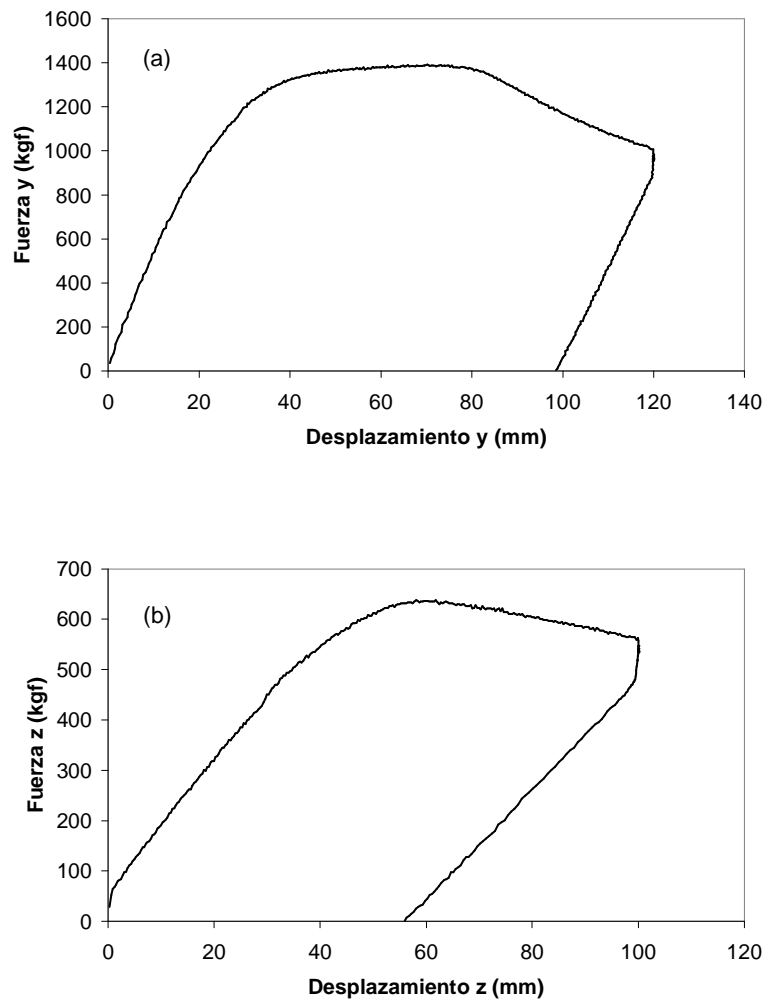 (a)
1600
1400
1200
1000
800
600
400
200
0
Fuerza y (kgf)
0 20 40 60 80 100 120 140
Desplazamiento y (mm)
(b)
700
600
500
400
300
200
100
0
Fuerza z (kgf)
0 20 40 60 80 100 120
Desplazamiento z (mm)